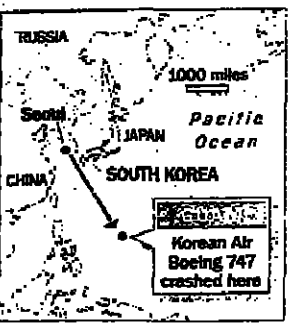 RUSSIA
1000 miles
Pacific
Ocean
Seoul
JAPAN
SOUTH KOREA
CHINA
Korean Air
Boeing 747
crashed here